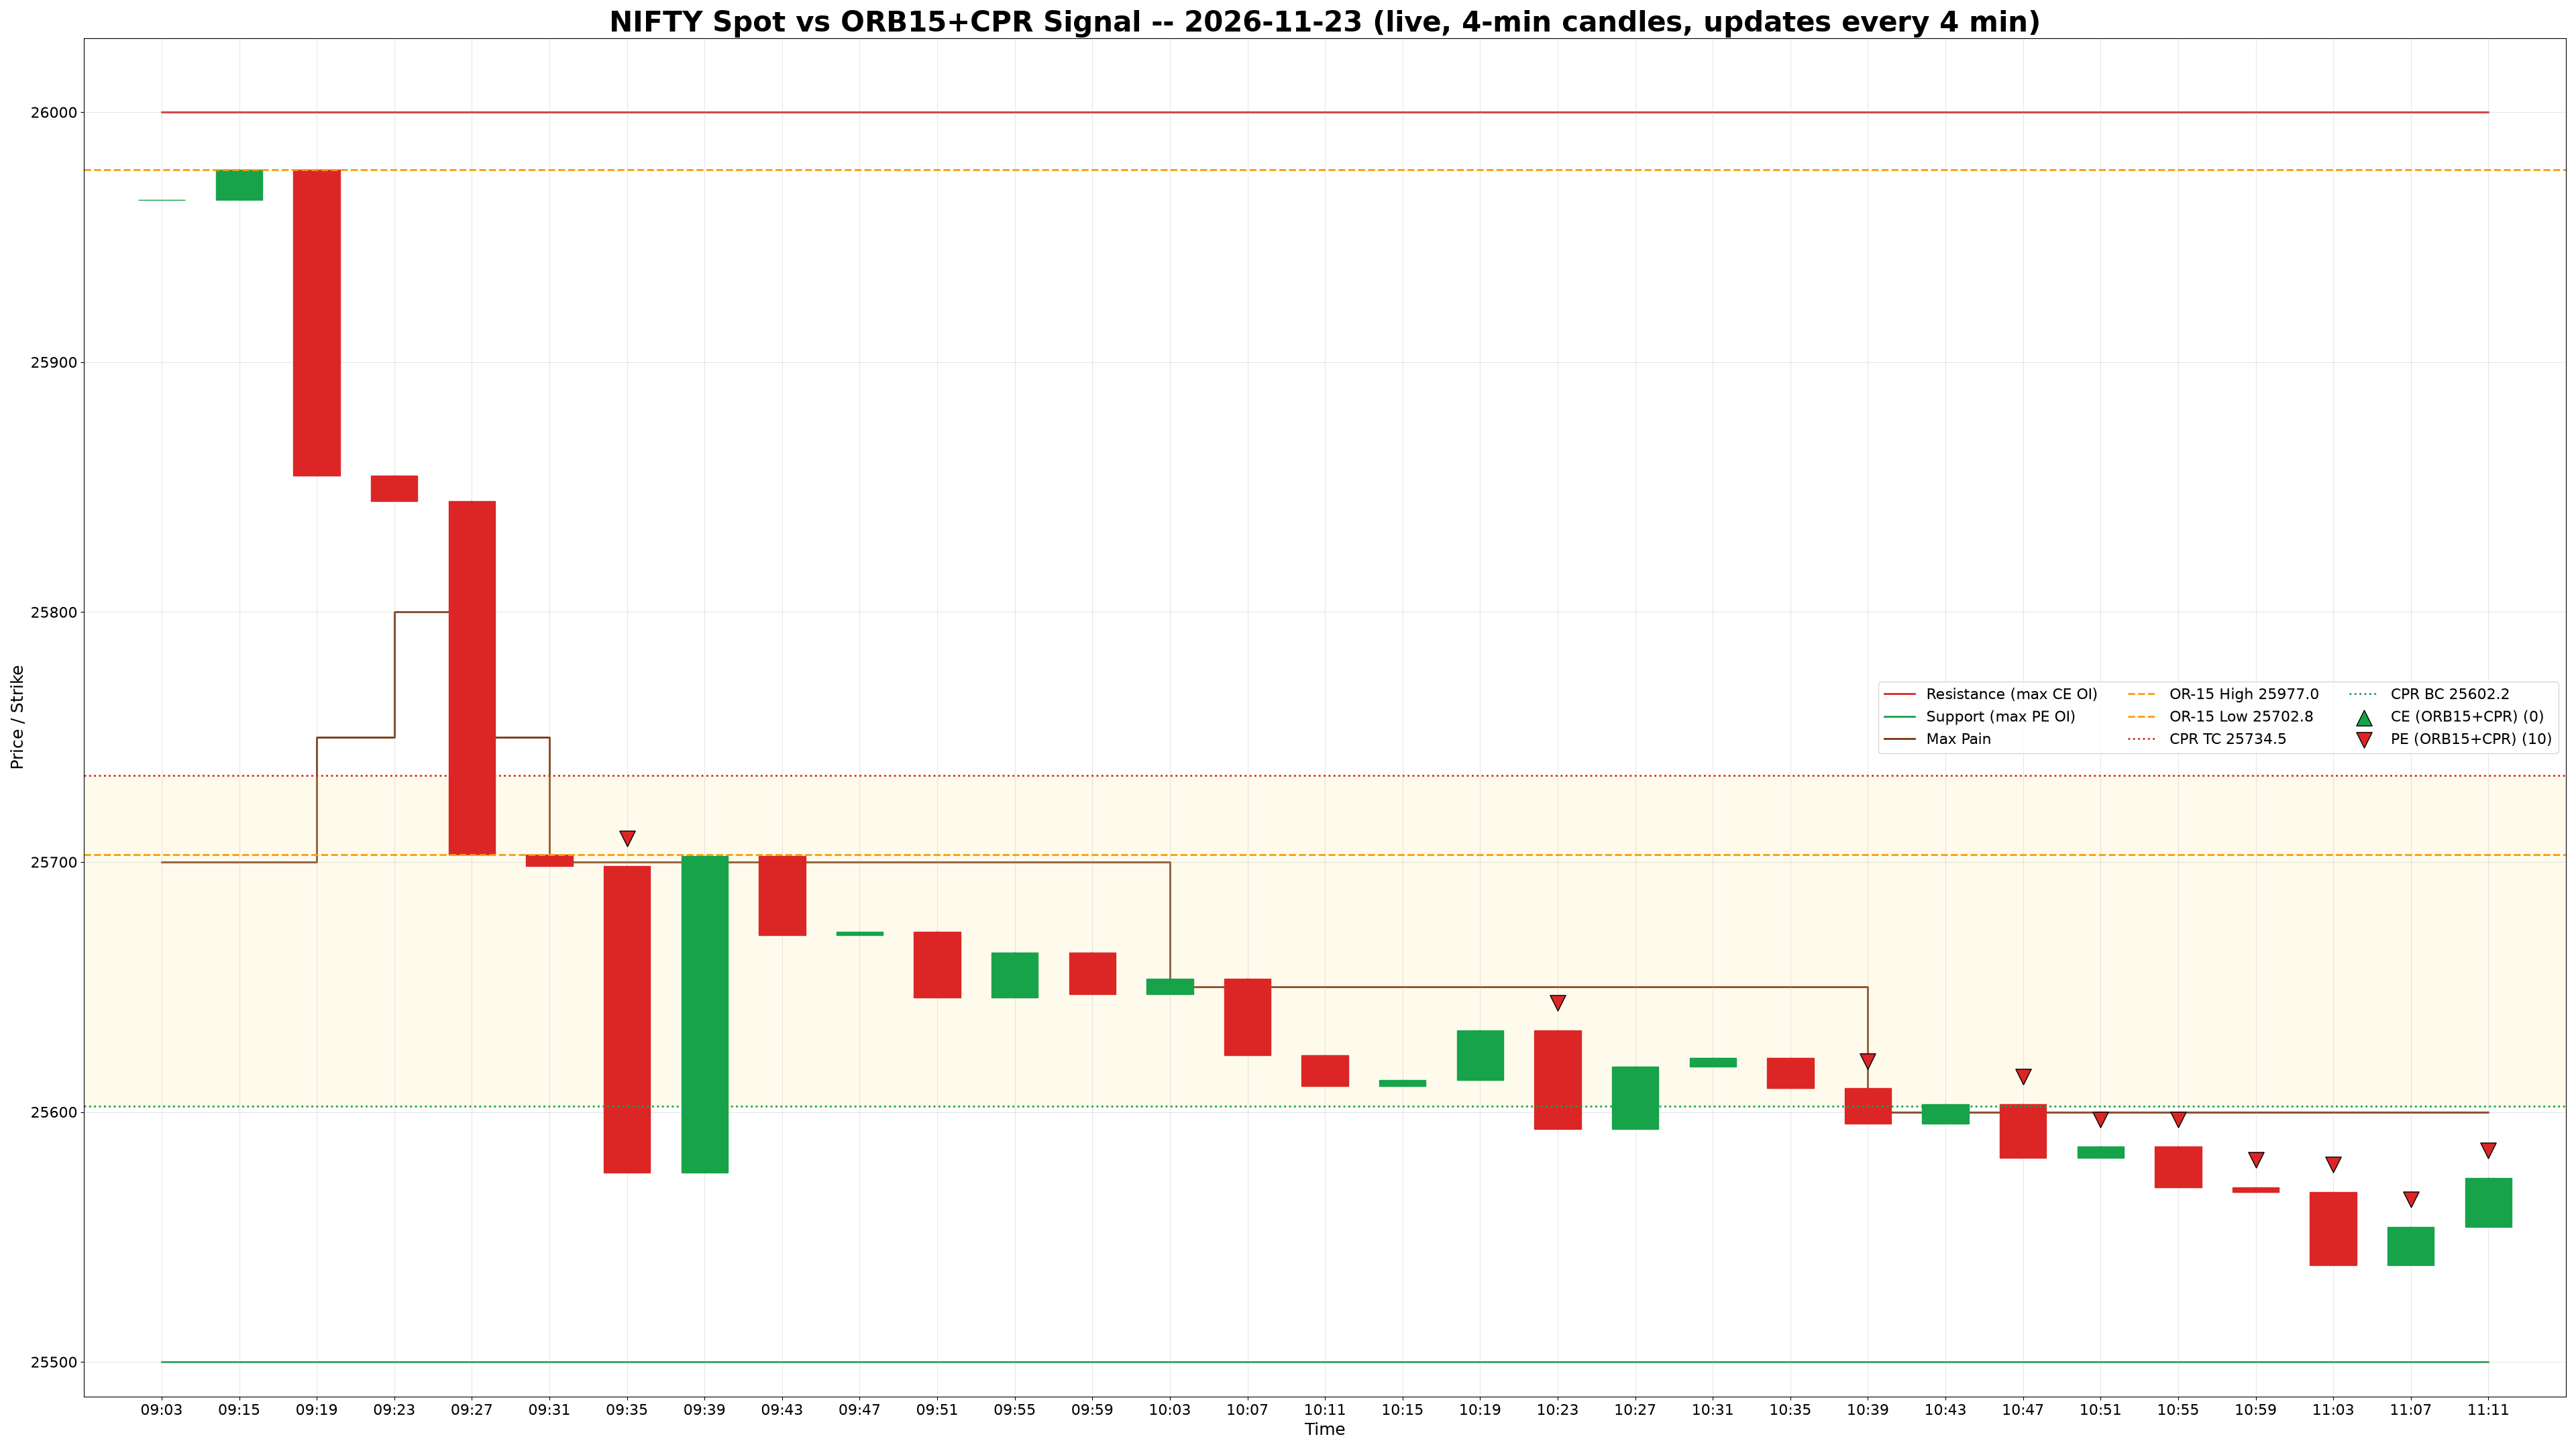 NIFTY Spot vs ORB15+CPR Signal -- 2026-11-23 (live, 4-min candles, updates every 4 min)
Price / Strike
26000
25900
25800
25700
25600
25500
Resistance (max CE OI)
Support (max PE OI)
Max Pain
OR-15 High 25977.0
OR-15 Low 25702.8
CPR TC 25734.5
CPR BC 25602.2
CE (ORB15+CPR) (0)
PE (ORB15+CPR) (10)
09:03 09:15 09:19 09:23 09:27 09:31 09:35 09:39 09:43 09:47 09:51 09:55 09:59 10:03 10:07 10:11 10:15 10:19 10:23 10:27 10:31 10:35 10:39 10:43 10:47 10:51 10:55 10:59 11:03 11:07 11:11
Time